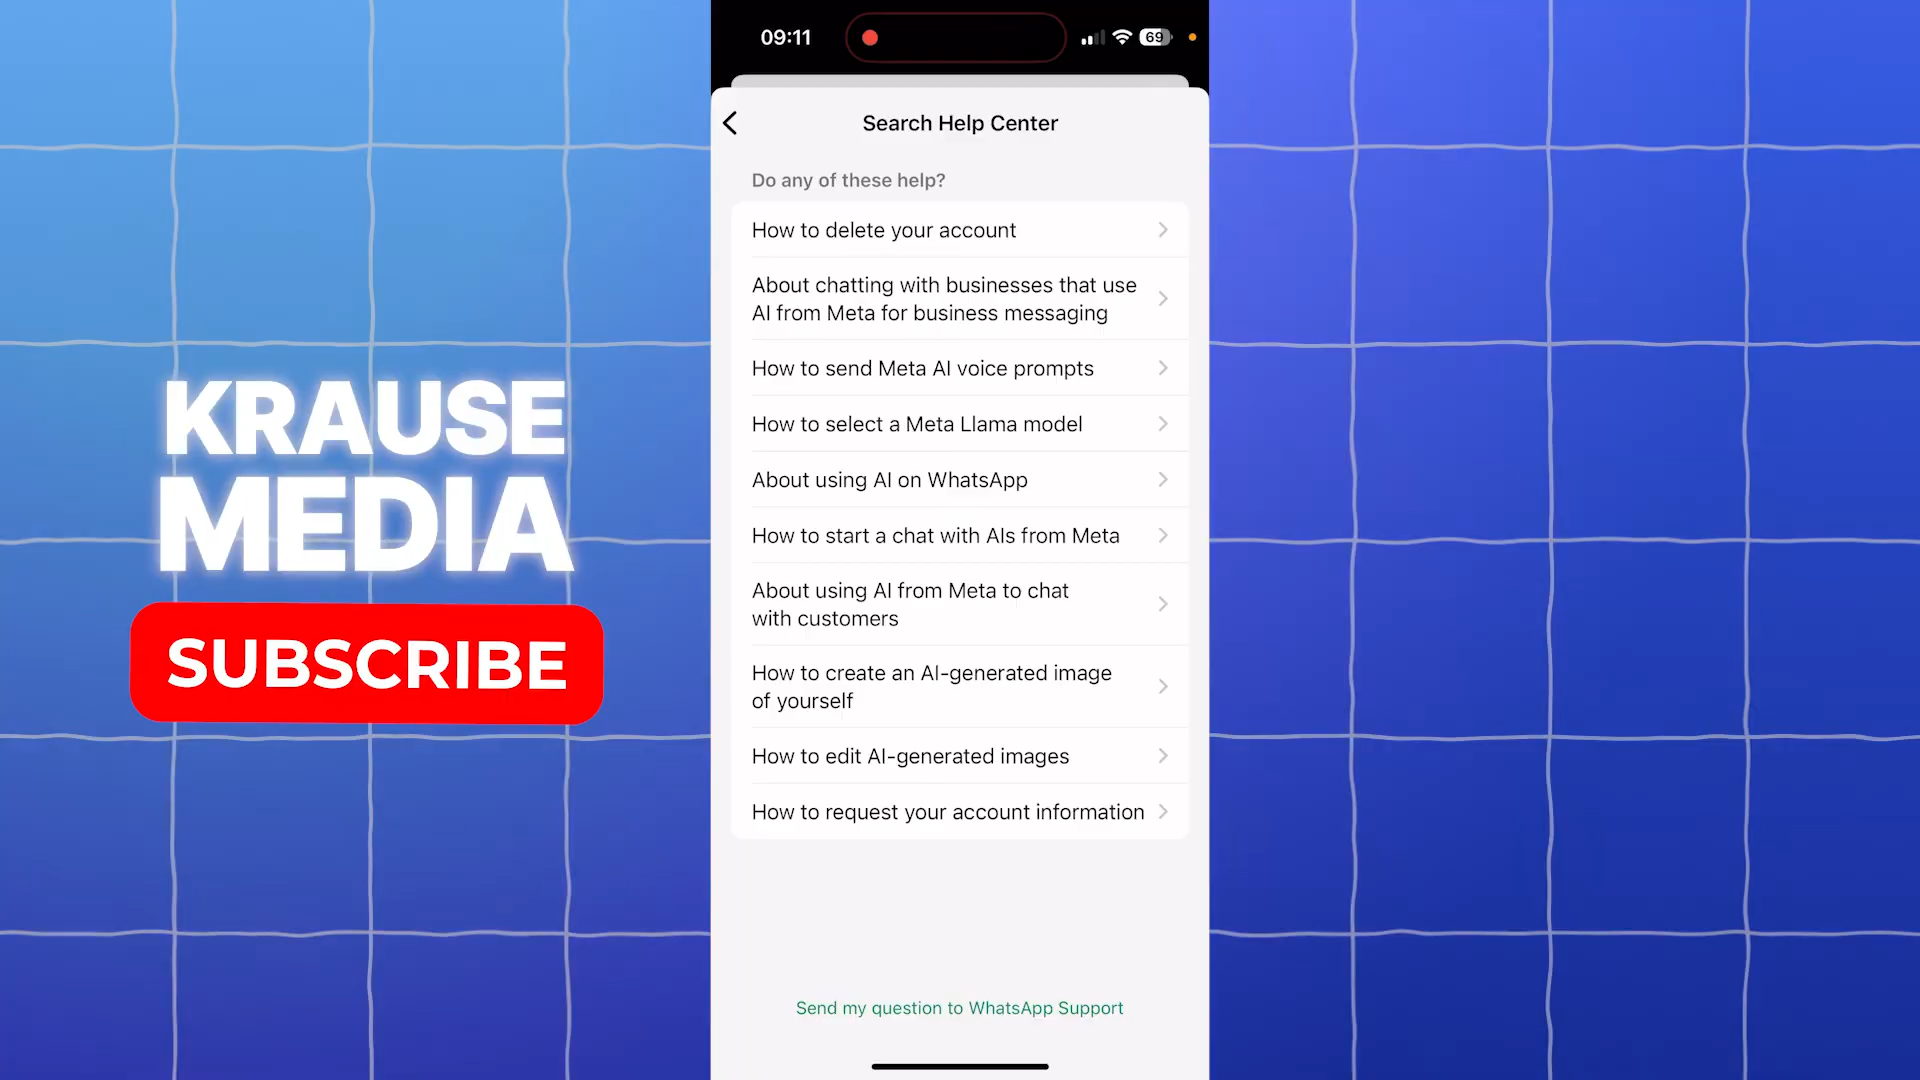 KRAUSE
MEDIA
SUBSCRIBE
09:11
69
Search Help Center
Do any of these help?
How to delete your account
About chatting with businesses that use
AI from Meta for business messaging
How to send Meta AI voice prompts
How to select a Meta Llama model
About using AI on WhatsApp
How to start a chat with AIs from Meta
About using AI from Meta to chat
with customers
How to create an AI-generated image
of yourself
How to edit AI-generated images
How to request your account information
Send my question to WhatsApp Support